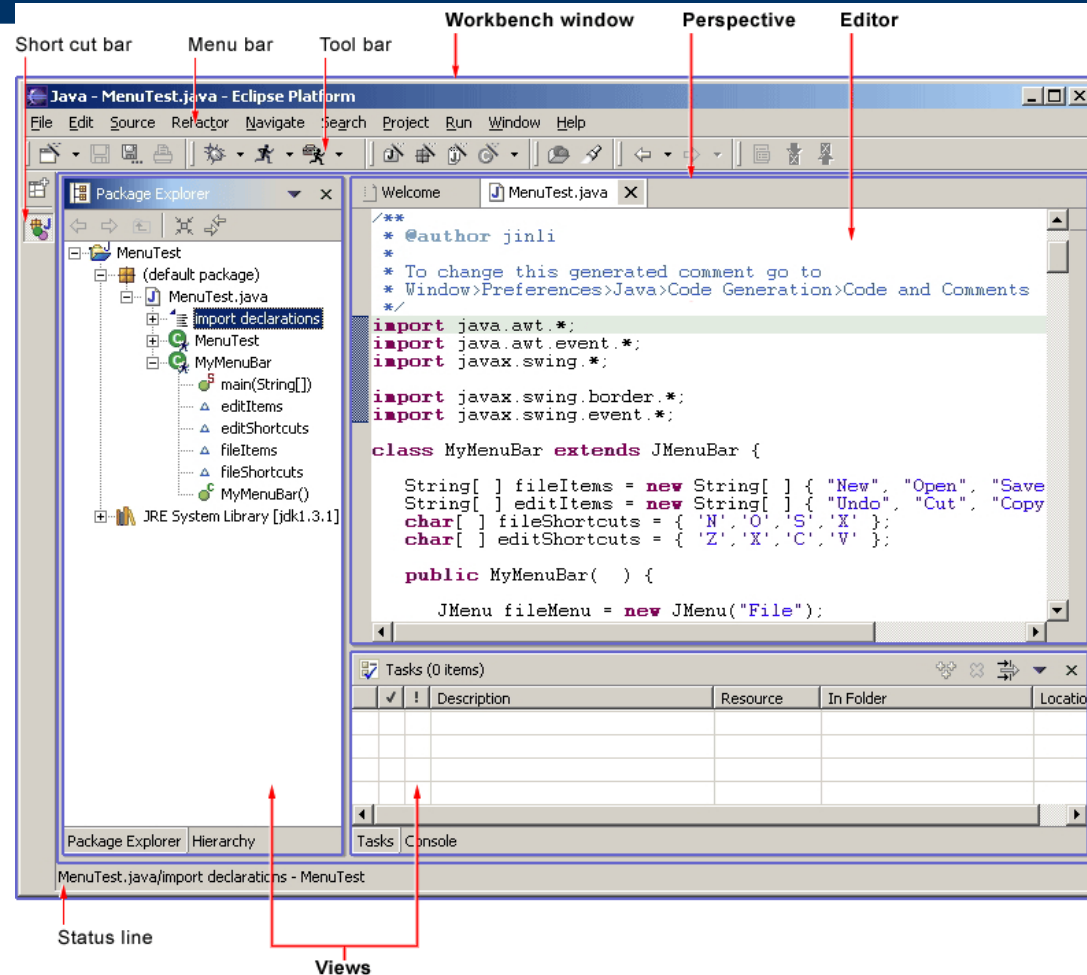 Workbench window Perspective Editor
Short cut bar Menu bar Tool bar
Java - MenuTest.java - Eclipse Platform
File Edit Source Refactor Navigate Search Project Run Window Help
Package Explorer
MenuTest
(default package)
MenuTest.java
import declarations
MenuTest
MyMenuBar
main(String[])
editItems
editShortcuts
fileItems
fileShortcuts
MyMenuBar()
JRE System Library [jdk1.3.1]
Package Explorer Hierarchy
Welcome MenuTest.java
/**
* @author jinli
*
* To change this generated comment go to
* Window>Preferences>Java>Code Generation>Code and Comments
*/
import java.awt.*;
import java.awt.event.*;
import javax.swing.*;
import javax.swing.border.*;
import javax.swing.event.*;
class MyMenuBar extends JMenuBar {
String[ ] fileItems = new String[ ] { "New", "Open", "Save
String[ ] editItems = new String[ ] { "Undo", "Cut", "Copy
char[ ] fileShortcuts = { 'N','O','S','X' };
char[ ] editShortcuts = { 'Z','X','C','V' };
public MyMenuBar( ) {
JMenu fileMenu = new JMenu("File");
Tasks (0 items)
! Description Resource In Folder Locatio
Tasks Console
MenuTest.java/import declarations - MenuTest
Status line
Views